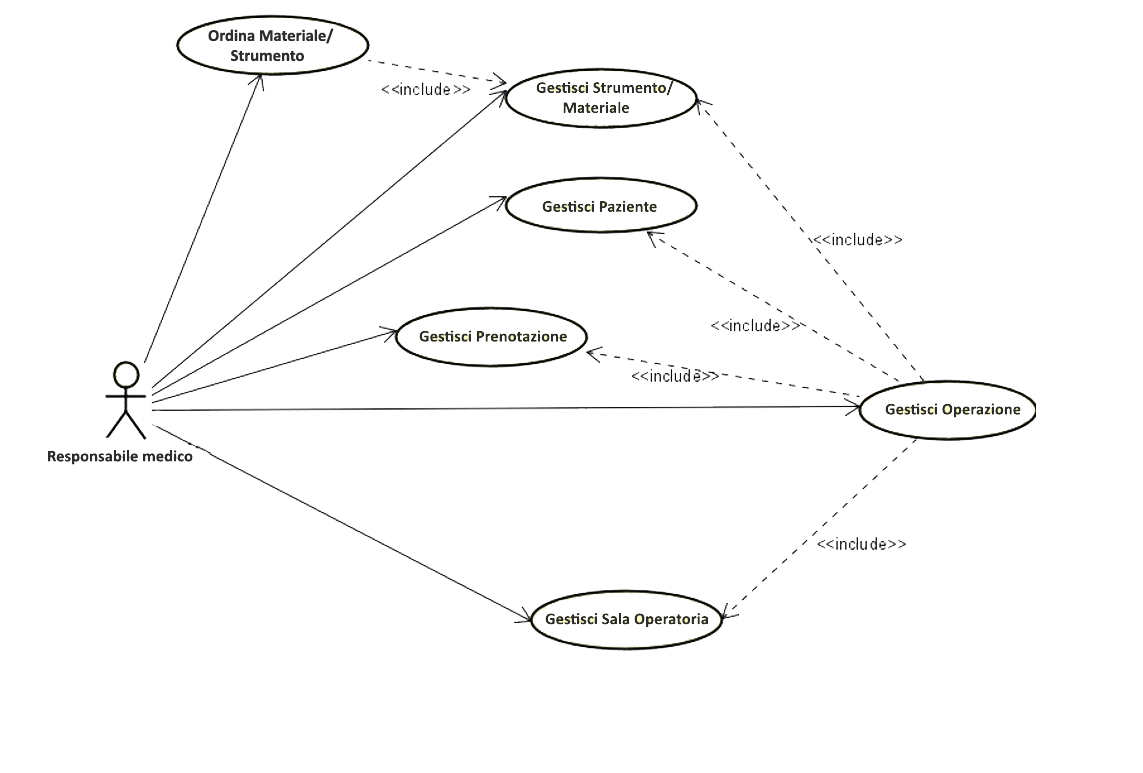 Ordina Materiale/
Strumento
<<include>>
Gestisci Strumento/
Materiale
Gestisci Paziente
<<include>>
<<include>>
Gestisci Prenotazione
<<include>>
Gestisci Operazione
Responsabile medico
<<include>>
Gestisci Sala Operatoria